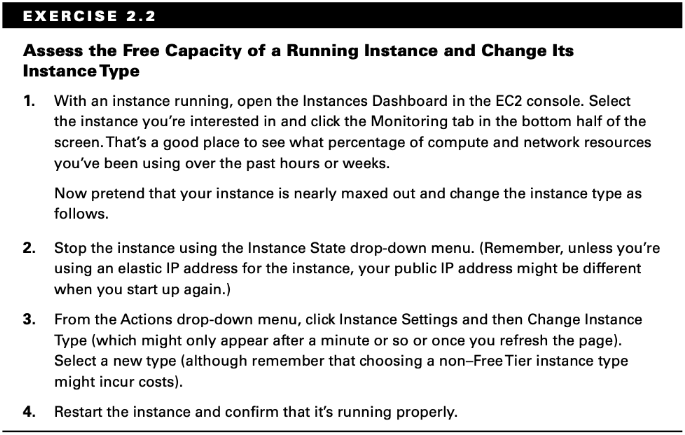 EXERCISE 2.2
Assess the Free Capacity of a Running Instance and Change Its
Instance Type
1. With an instance running, open the Instances Dashboard in the EC2 console. Select
the instance you're interested in and click the Monitoring tab in the bottom half of the
screen. That's a good place to see what percentage of compute and network resources
you've been using over the past hours or weeks.
Now pretend that your instance is nearly maxed out and change the instance type as
follows.
2. Stop the instance using the Instance State drop-down menu. (Remember, unless you're
using an elastic IP address for the instance, your public IP address might be different
when you start up again.)
3. From the Actions drop-down menu, click Instance Settings and then Change Instance
Type (which might only appear after a minute or so or once you refresh the page).
Select a new type (although remember that choosing a non–Free Tier instance type
might incur costs).
4. Restart the instance and confirm that it's running properly.